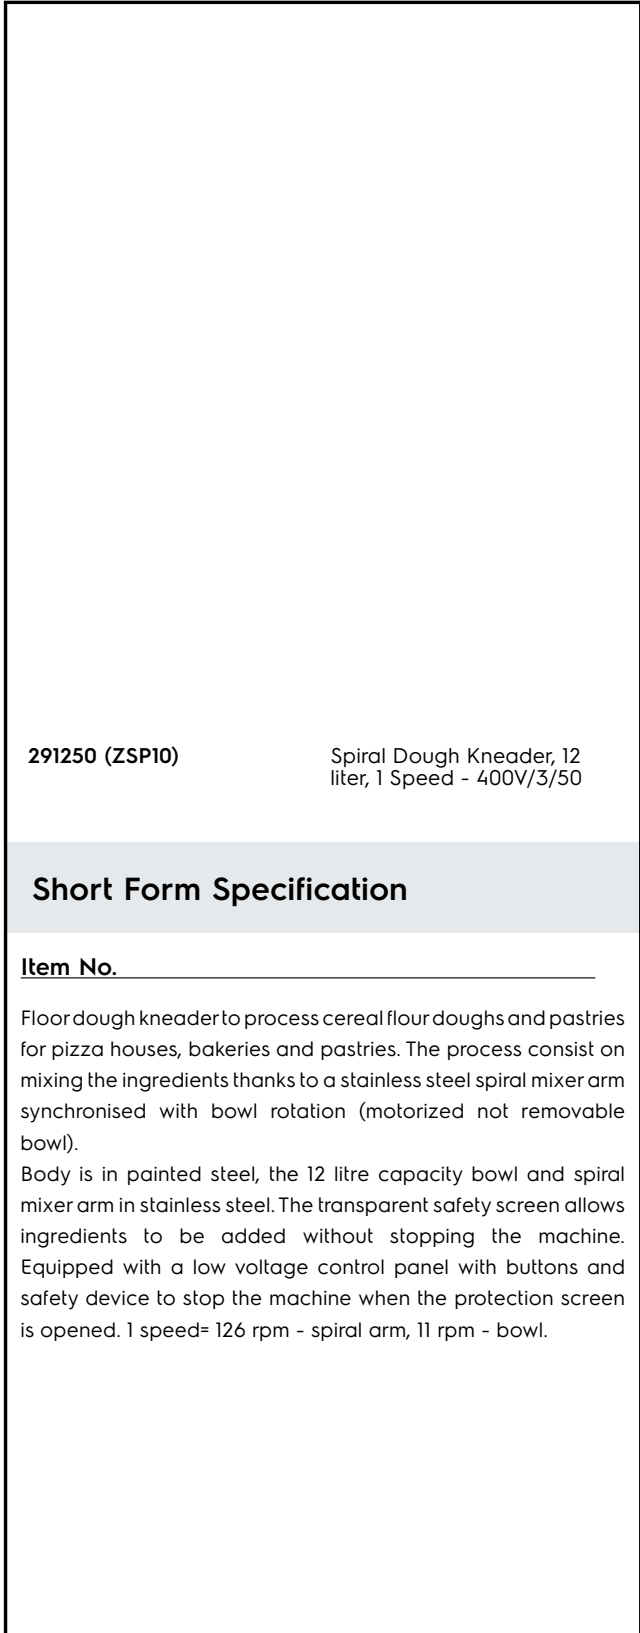 291250 (ZSP10)
Spiral Dough Kneader, 12
liter, 1 Speed - 400V/3/50
Short Form Specification
Item No.
Floor dough kneader to process cereal flour doughs and pastries
for pizza houses, bakeries and pastries. The process consist on
mixing the ingredients thanks to a stainless steel spiral mixer arm
synchronised with bowl rotation (motorized not removable
bowl).
Body is in painted steel, the 12 litre capacity bowl and spiral
mixer arm in stainless steel. The transparent safety screen allows
ingredients to be added without stopping the machine.
Equipped with a low voltage control panel with buttons and
safety device to stop the machine when the protection screen
is opened. 1 speed= 126 rpm - spiral arm, 11 rpm - bowl.